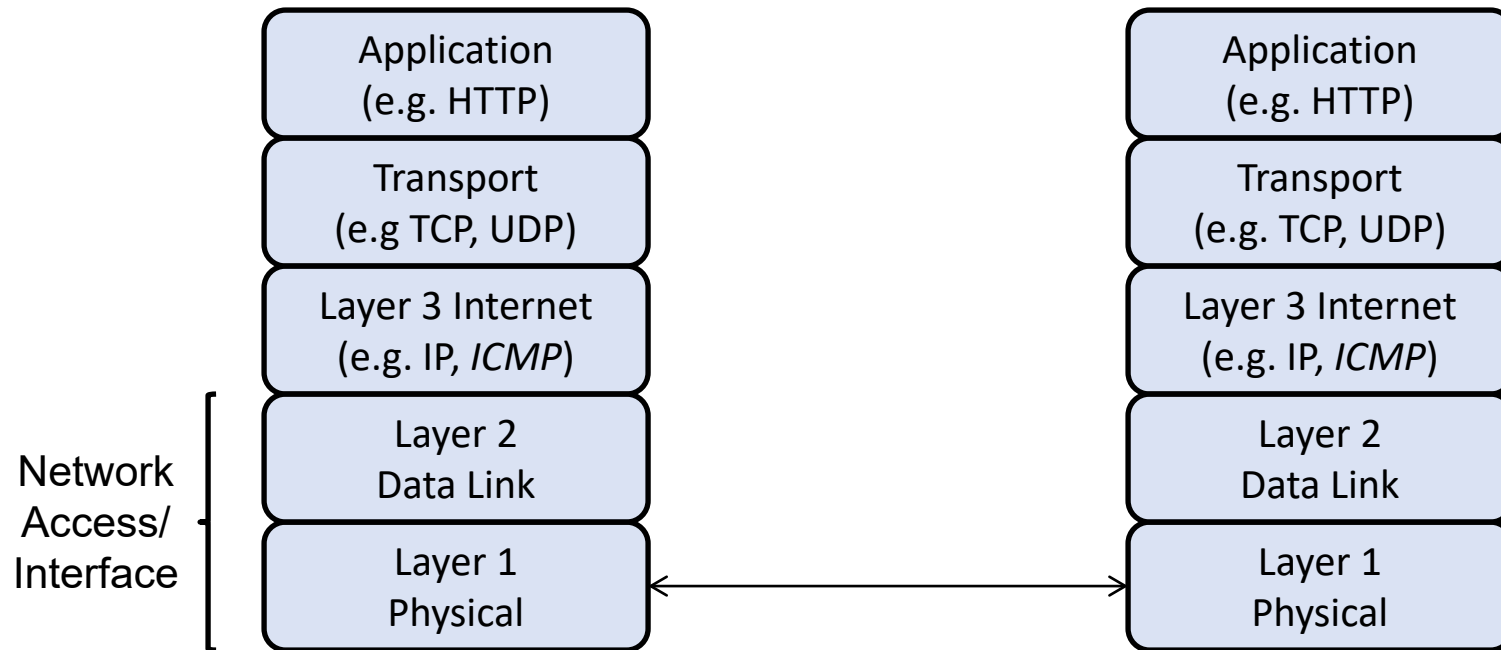 Application
(e.g. HTTP)
Transport
(e.g TCP, UDP)
Layer 3 Internet
(e.g. IP, ICMP)
Layer 2
Data Link
Layer 1
Physical
Network
Access/
Interface
Application
(e.g. HTTP)
Transport
(e.g. TCP, UDP)
Layer 3 Internet
(e.g. IP, ICMP)
Layer 2
Data Link
Layer 1
Physical